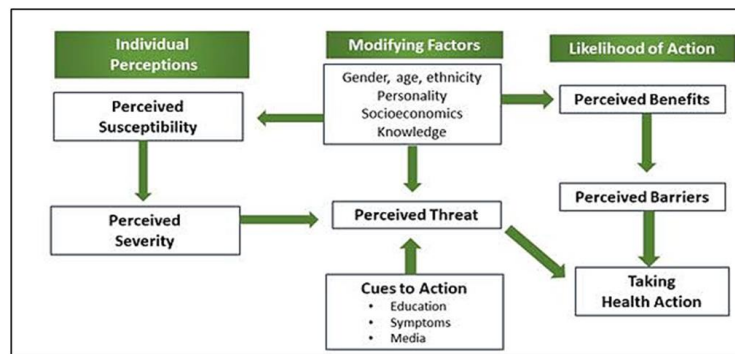 Individual
Perceptions
Modifying Factors
Likelihood of Action
Perceived
Susceptibility
Gender, age, ethnicity
Personality
Socioeconomics
Knowledge
Perceived Benefits
Perceived
Severity
Perceived Threat
Perceived Barriers
Cues to Action
• Education
• Symptoms
• Media
Taking
Health Action